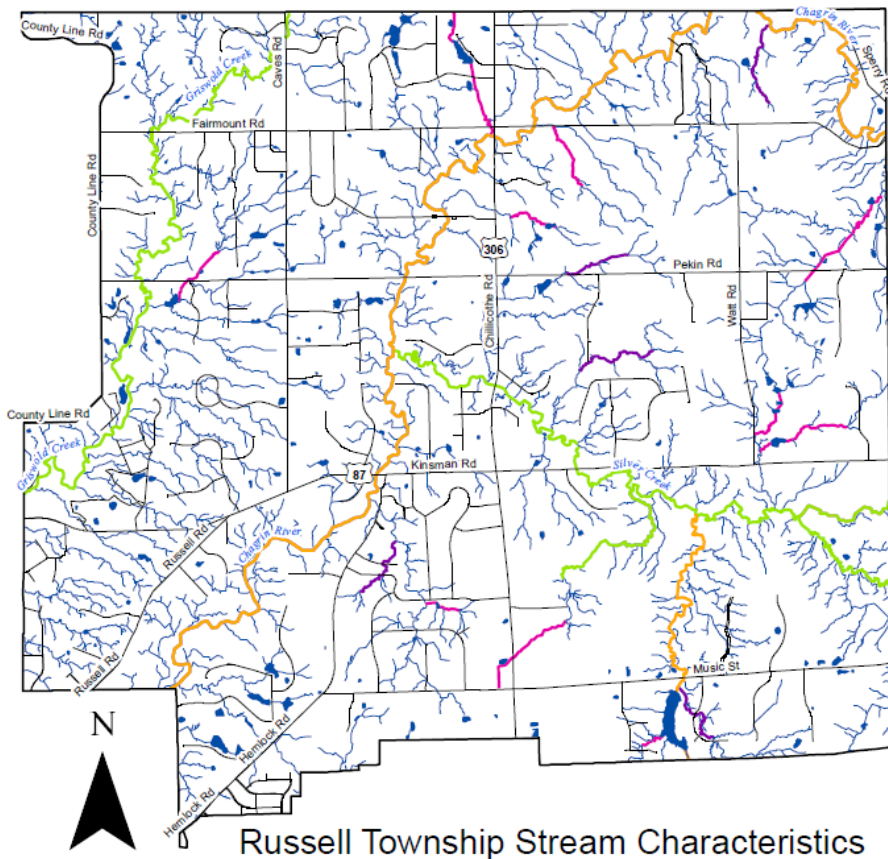 County Line Rd
Griswold Creek
Caves Rd
Chagrin River
Sperry Rd
Fairmount Rd
County Line Rd
306
Pekin Rd
Chillicothe Rd
Watt Rd
County Line Rd
Griswold Creek
87
Kinsman Rd
Silver Creek
Russell Rd
Chagrin River
Russell Rd
Music St
N
Hemlock Rd
Hemlock Rd
Russell Township Stream Characteristics